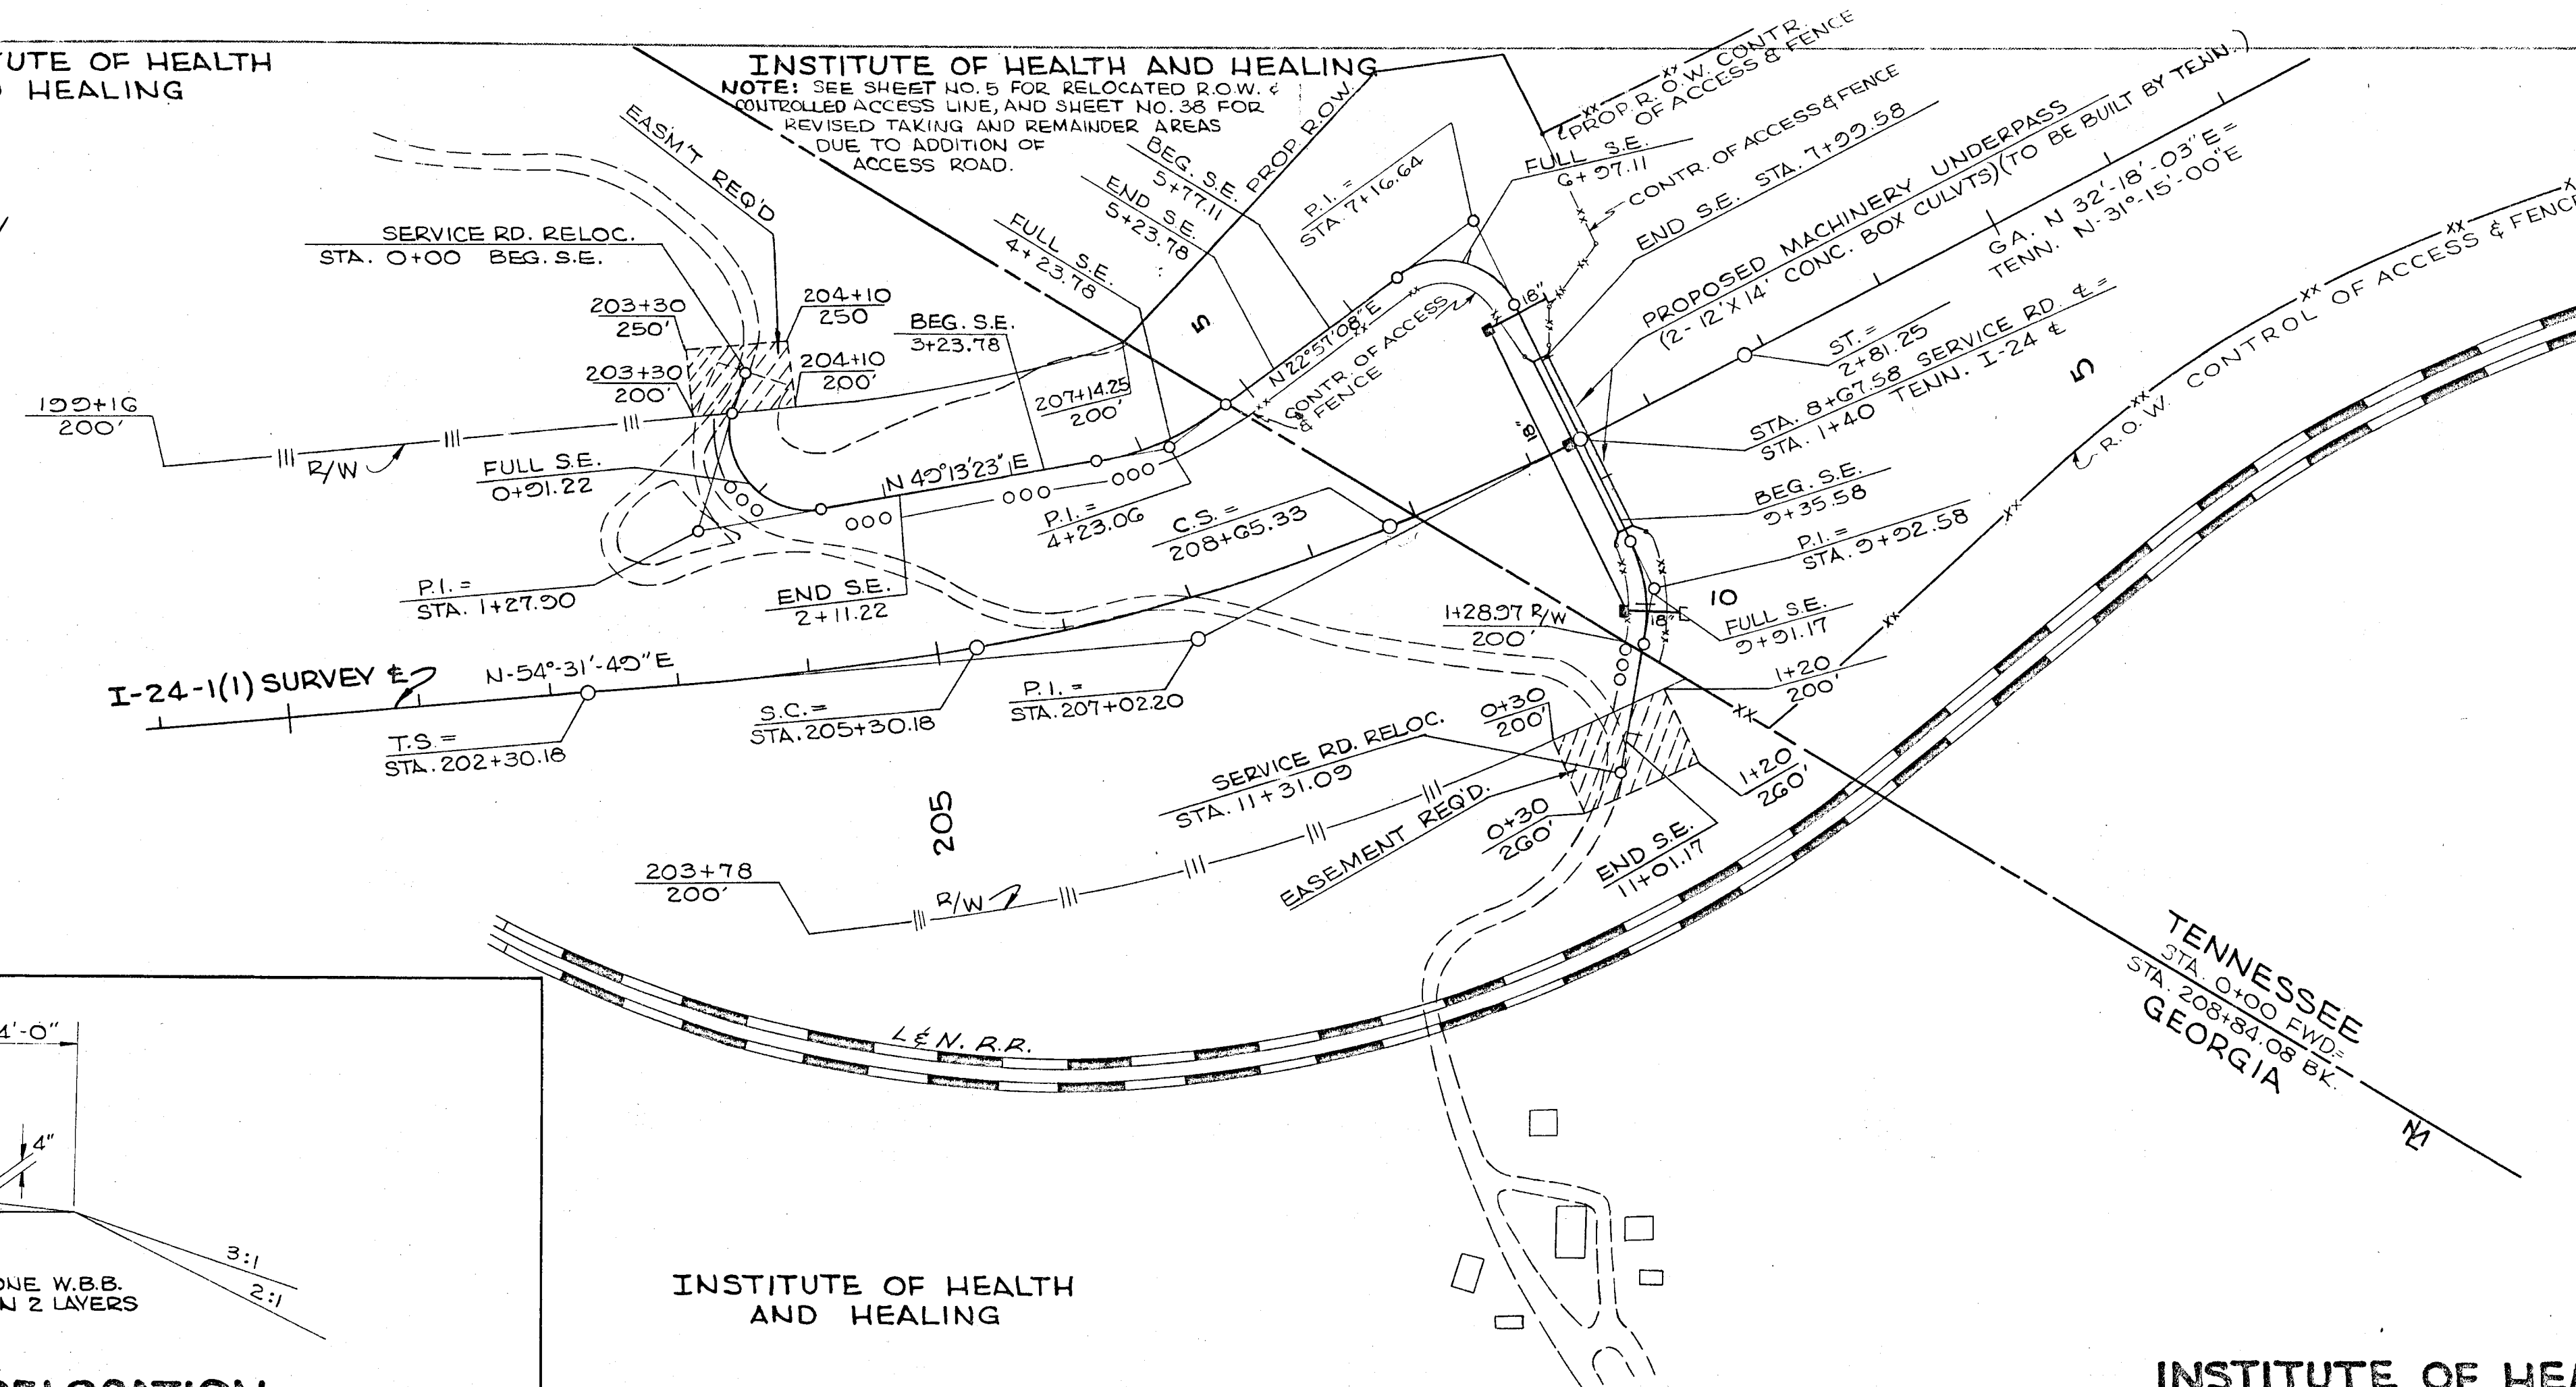 UTE OF HEALTH
HEALING
INSTITUTE OF HEALTH AND HEALING
NOTE: SEE SHEET NO. 5 FOR RELOCATED R.O.W. &
CONTROLLED ACCESS LINE, AND SHEET NO. 38 FOR
REVISED TAKING AND REMAINDER AREAS
DUE TO ADDITION OF
ACCESS ROAD.
EASM'T REQ'D
PROP. R.O.W.
PROP. R.O.W. CONTR.
OF ACCESS & FENCE
CONTR. OF ACCESS & FENCE
SERVICE RD. RELOC.
STA. 0+00 BEG. S.E.
203+30
250'
204+10
250
203+30
200'
204+10
200'
199+16
200'
R/W
BEG. S.E.
3+23.78
FULL S.E.
4+23.78
END S.E.
5+23.78
BEG. S.E.
5+77.11
P.I. =
STA. 7+16.64
FULL S.E.
6+97.11
END S.E. STA. 7+99.58
PROPOSED MACHINERY UNDERPASS
(2-12'X14' CONC. BOX CULVTS)(TO BE BUILT BY TENN.)
GA. N 32'-18'-03"E =
TENN. N-31°-15'-00"E
5
207+14.25
200'
N 22°57'08"E
CONTR. OF ACCESS
& FENCE
18"
18"
ST. =
2+81.25
STA. 8+67.58 SERVICE RD. ℄ =
STA. 1+40 TENN. I-24 ℄
5
R.O.W. CONTROL OF ACCESS & FENCE
FULL S.E.
0+91.22
N 49°13'23"E
P.I. =
4+23.06
C.S. =
208+65.33
BEG. S.E.
9+35.58
P.I. =
STA. 9+92.58
P.I. =
STA. 1+27.90
END S.E.
2+11.22
1+28.97 R/W
200'
10
18"
FULL S.E.
9+91.17
I-24-1(1) SURVEY ℄
N-54°-31'-49"E
T.S. =
STA. 202+30.18
S.C. =
STA. 205+30.18
P.I. =
STA. 207+02.20
1+20
200'
0+30
200'
SERVICE RD. RELOC.
STA. 11+31.09
1+20
260'
0+30
260'
EASEMENT REQ'D.
END S.E.
11+01.17
205
203+78
200'
R/W
L & N. R.R.
TENNESSEE
STA. 0+00 FWD=
STA. 208+84.08 BK.
GEORGIA
4'-0"
4"
3:1
2:1
ONE W.B.B.
N 2 LAYERS
INSTITUTE OF HEALTH
AND HEALING
INSTITUTE OF HEA